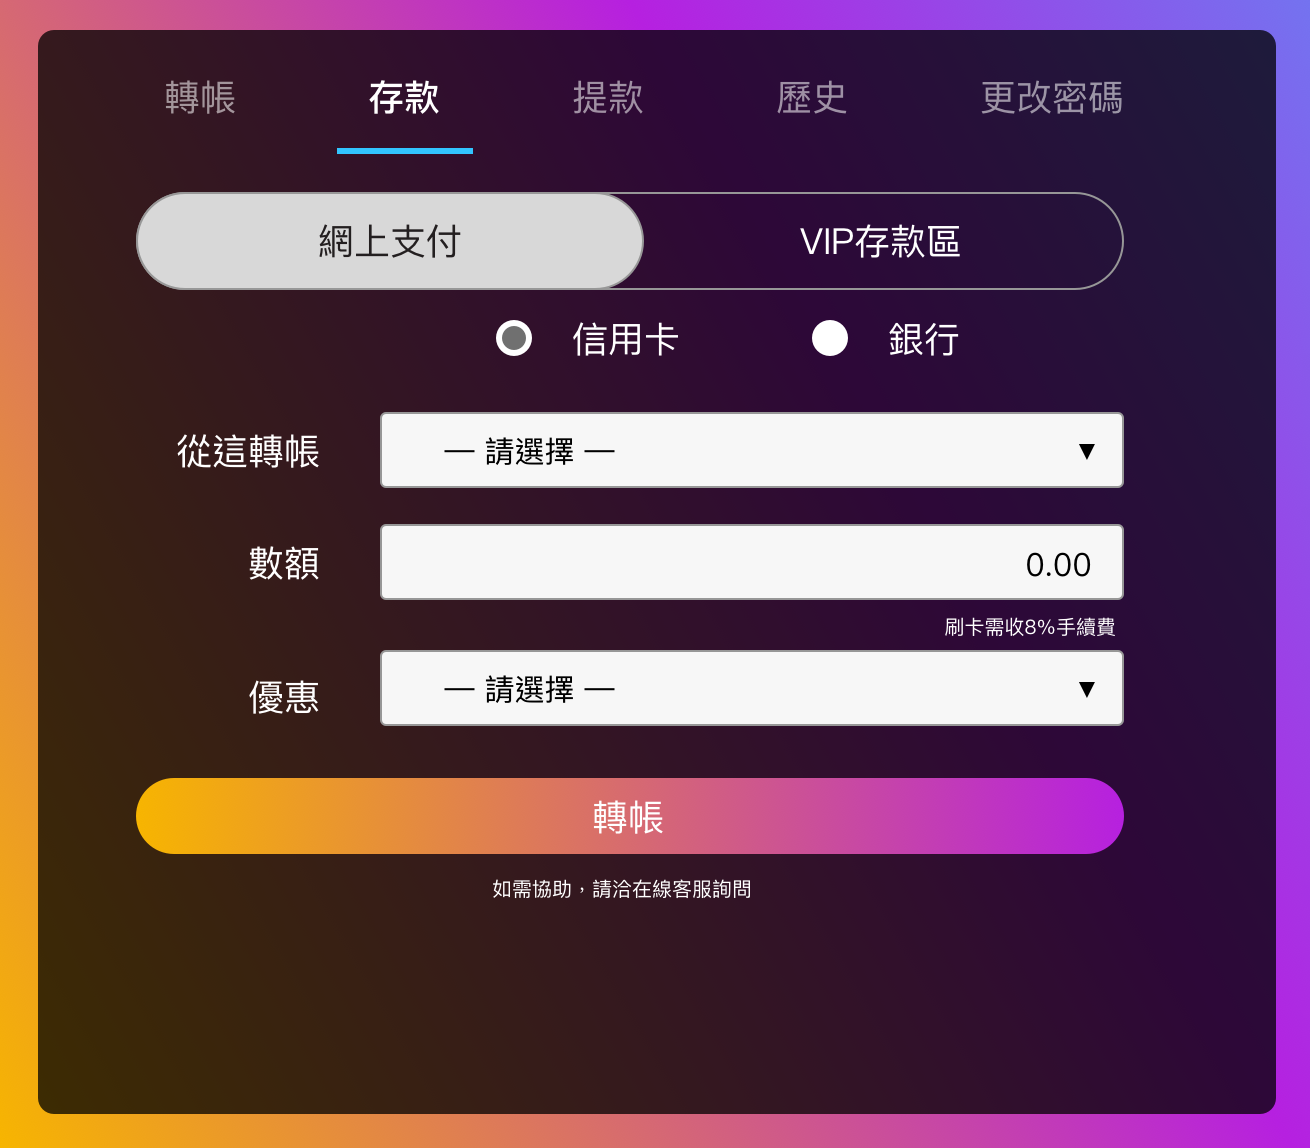 轉帳 存款 提款 歷史 更改密碼
網上支付 VIP存款區
信用卡 銀行
從這轉帳 — 請選擇 — ▼
數額 0.00
刷卡需收8%手續費
優惠 — 請選擇 — ▼
轉帳
如需協助，請洽在線客服詢問